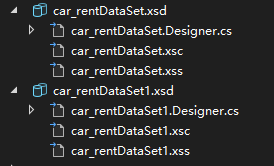 car_rentDataSet.xsd
car_rentDataSet.Designer.cs
car_rentDataSet.xsc
car_rentDataSet.xss
car_rentDataSet1.xsd
car_rentDataSet1.Designer.cs
car_rentDataSet1.xsc
car_rentDataSet1.xss